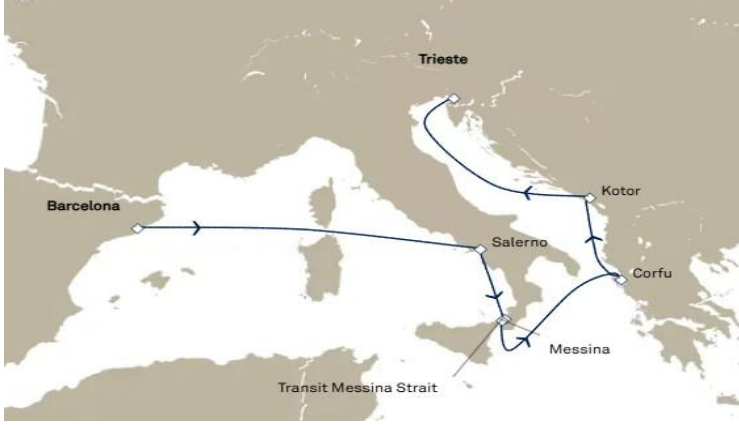 Trieste
Kotor
Barcelona
Salerno
Corfu
Messina
Transit Messina Strait